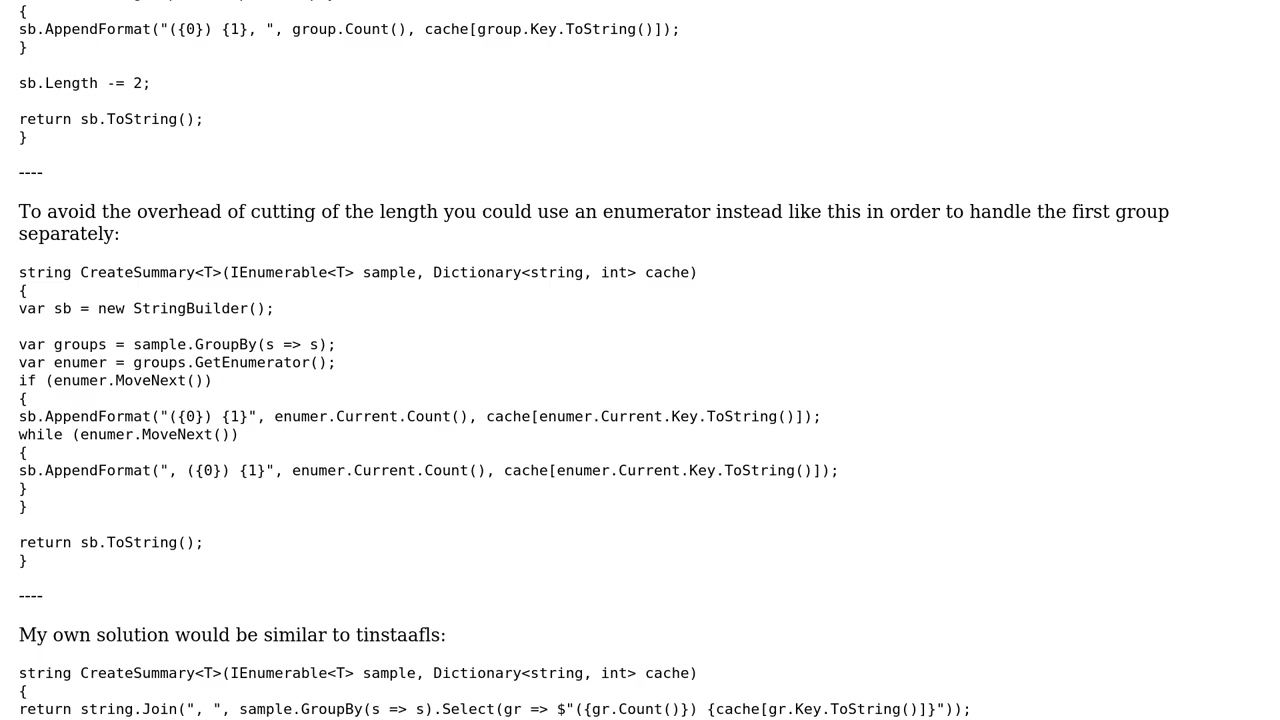 {
sb.AppendFormat("({0}) {1}, ", group.Count(), cache[group.Key.ToString()]);
}
sb.Length -= 2;
return sb.ToString();
}
----
To avoid the overhead of cutting of the length you could use an enumerator instead like this in order to handle the first group
separately:
string CreateSummary<T>(IEnumerable<T> sample, Dictionary<string, int> cache)
{
var sb = new StringBuilder();
var groups = sample.GroupBy(s => s);
var enumer = groups.GetEnumerator();
if (enumer.MoveNext())
{
sb.AppendFormat("({0}) {1}", enumer.Current.Count(), cache[enumer.Current.Key.ToString()]);
while (enumer.MoveNext())
{
sb.AppendFormat(", ({0}) {1}", enumer.Current.Count(), cache[enumer.Current.Key.ToString()]);
}
}
return sb.ToString();
}
----
My own solution would be similar to tinstaafls:
string CreateSummary<T>(IEnumerable<T> sample, Dictionary<string, int> cache)
{
return string.Join(", ", sample.GroupBy(s => s).Select(gr => $"({gr.Count()}) {cache[gr.Key.ToString()]}"));